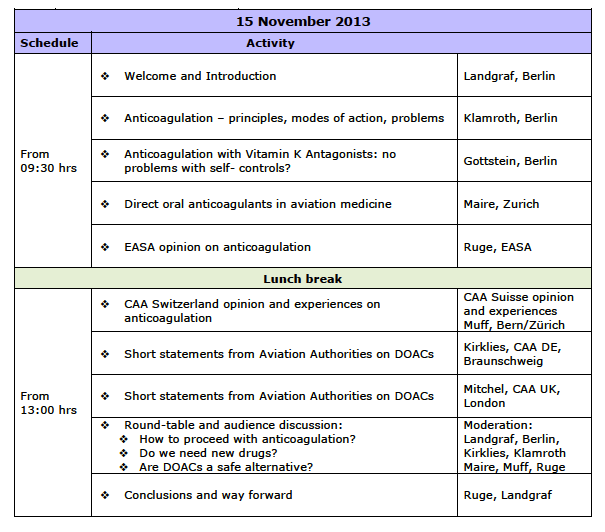 15 November 2013
Schedule Activity
From
09:30 hrs
❖ Welcome and Introduction
Landgraf, Berlin
❖ Anticoagulation – principles, modes of action, problems
Klamroth, Berlin
❖ Anticoagulation with Vitamin K Antagonists: no
problems with self- controls?
Gottstein, Berlin
❖ Direct oral anticoagulants in aviation medicine
Maire, Zurich
❖ EASA opinion on anticoagulation
Ruge, EASA
Lunch break
From
13:00 hrs
❖ CAA Switzerland opinion and experiences on
anticoagulation
CAA Suisse opinion
and experiences
Muff, Bern/Zürich
❖ Short statements from Aviation Authorities on DOACs
Kirklies, CAA DE,
Braunschweig
❖ Short statements from Aviation Authorities on DOACs
Mitchel, CAA UK,
London
❖ Round-table and audience discussion:
❖ How to proceed with anticoagulation?
❖ Do we need new drugs?
❖ Are DOACs a safe alternative?
Moderation:
Landgraf, Berlin,
Kirklies, Klamroth
Maire, Muff, Ruge
❖ Conclusions and way forward
Ruge, Landgraf